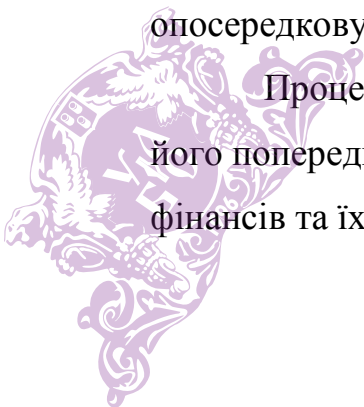 опосередкову
Проце
його поперед
фінансів та їх